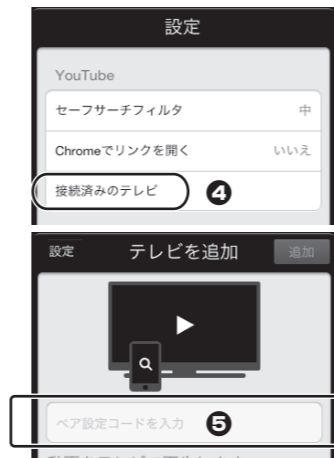 設定
YouTube
セーフサーチフィルタ 中
Chromeでリンクを開く いいえ
接続済みのテレビ ❹
設定 テレビを追加 追加
ペア設定コードを入力 ❺